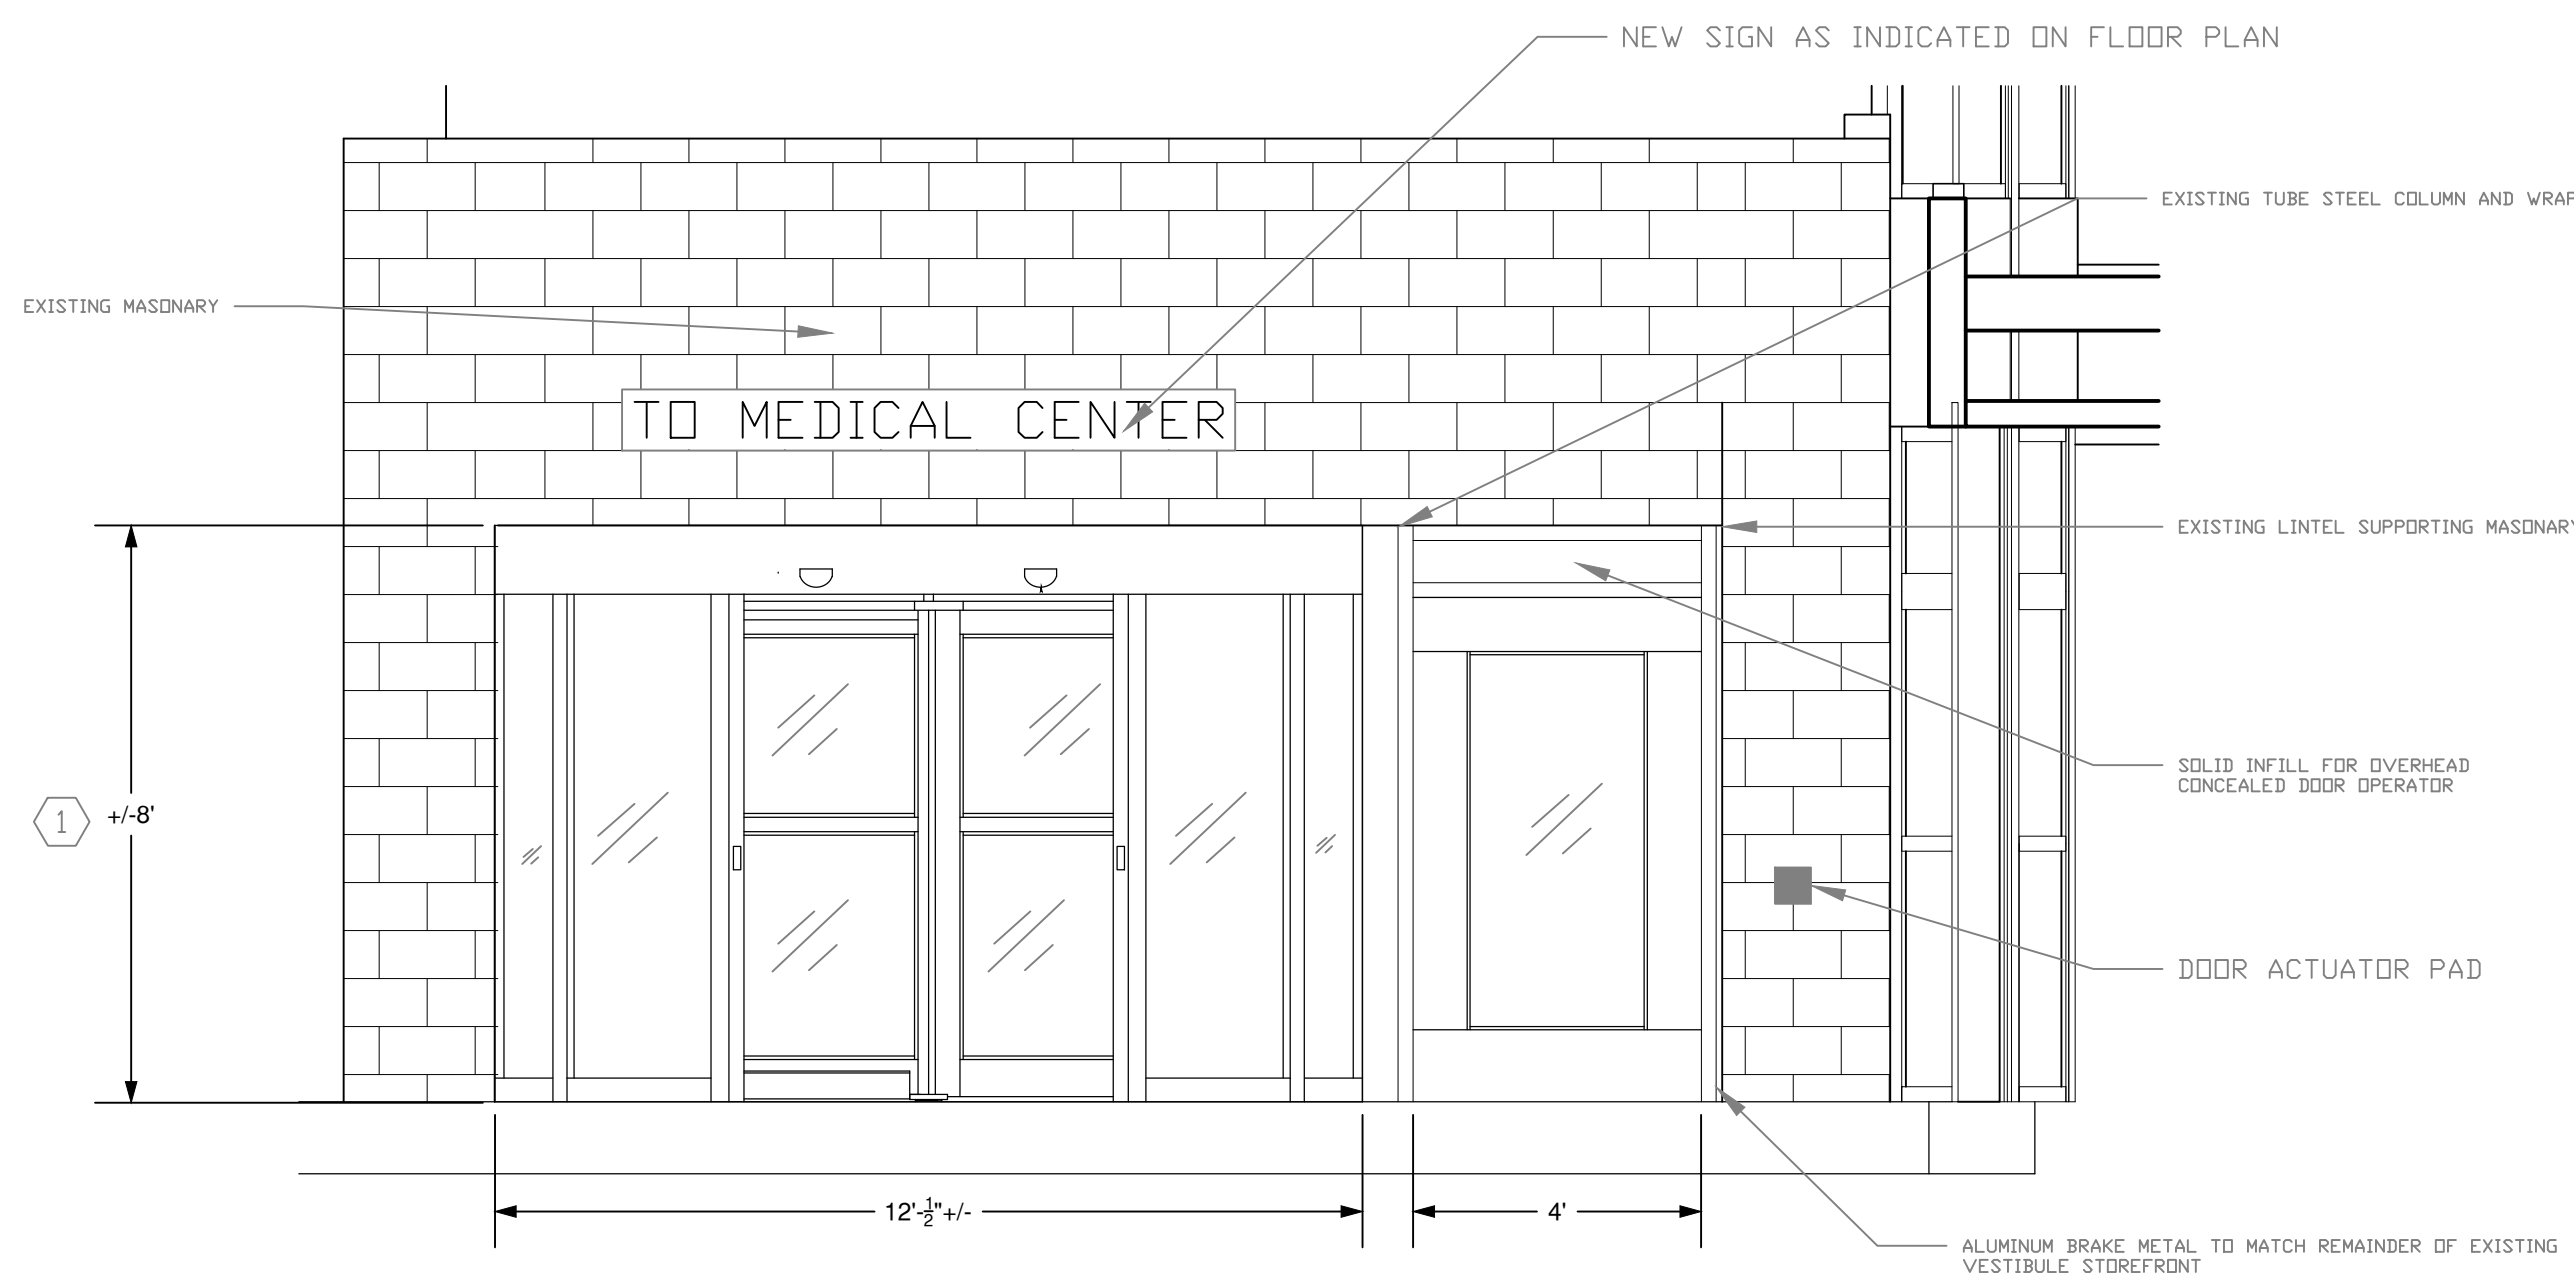 NEW SIGN AS INDICATED ON FLOOR PLAN
EXISTING TUBE STEEL COLUMN AND
EXISTING MASONARY
TO MEDICAL CENTER
EXISTING LINTEL SUPPORTING MASONARY
SOLID INFILL FOR OVERHEAD
CONCEALED DOOR OPERATOR
1
+/-8'
DOOR ACTUATOR PAD
12'-½"+/-
4'
ALUMINUM BRAKE METAL TO MATCH REMAINDER OF EXISTING
VESTIBULE STOREFRONT